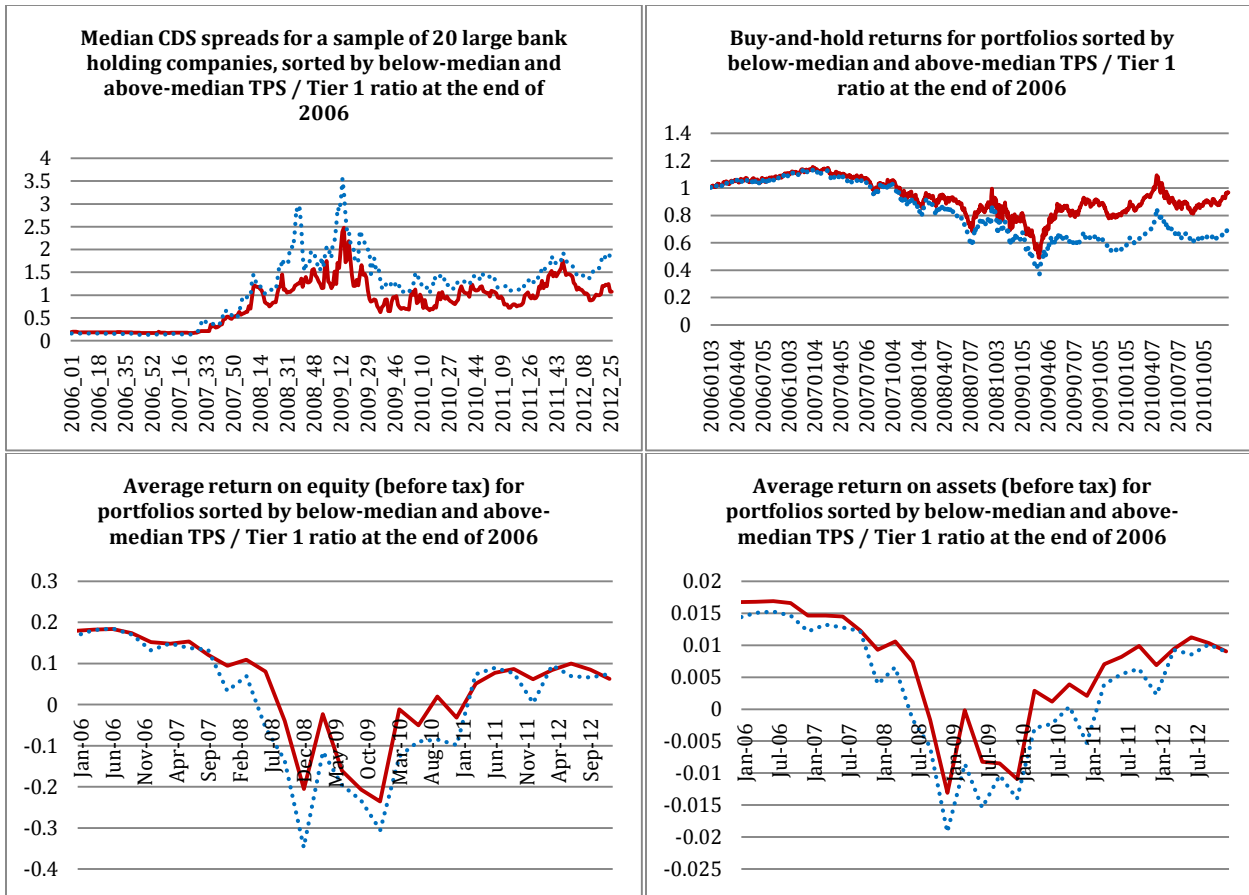 Median CDS spreads for a sample of 20 large bank
holding companies, sorted by below-median and
above-median TPS / Tier 1 ratio at the end of
2006
4
3.5
3
2.5
2
1.5
1
0.5
0
2006_01
2006_18
2006_35
2006_52
2007_16
2007_33
2007_50
2008_14
2008_31
2008_48
2009_12
2009_29
2009_46
2010_10
2010_27
2010_44
2011_09
2011_26
2011_43
2012_08
2012_25
Buy-and-hold returns for portfolios sorted by
below-median and above-median TPS / Tier 1
ratio at the end of 2006
1.4
1.2
1
0.8
0.6
0.4
0.2
0
20060103
20060404
20060705
20061003
20070104
20070405
20070706
20071004
20080104
20080407
20080707
20081003
20090105
20090406
20090707
20091005
20100105
20100407
20100707
20101005
Average return on equity (before tax) for
portfolios sorted by below-median and above-
median TPS / Tier 1 ratio at the end of 2006
0.3
0.2
0.1
0
-0.1
-0.2
-0.3
-0.4
Jan-06
Jun-06
Nov-06
Apr-07
Sep-07
Feb-08
Jul-08
Dec-08
May-09
Oct-09
Mar-10
Aug-10
Jan-11
Jun-11
Nov-11
Apr-12
Sep-12
Average return on assets (before tax) for
portfolios sorted by below-median and above-
median TPS / Tier 1 ratio at the end of 2006
0.02
0.015
0.01
0.005
0
-0.005
-0.01
-0.015
-0.02
-0.025
Jan-06
Jul-06
Jan-07
Jul-07
Jan-08
Jul-08
Jan-09
Jul-09
Jan-10
Jul-10
Jan-11
Jul-11
Jan-12
Jul-12